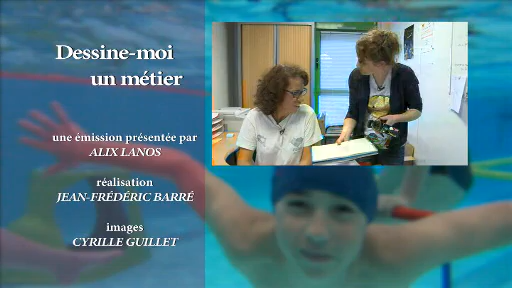 Dessine-moi
un métier
une émission présentée par
ALIX LANOS
réalisation
JEAN-FRÉDÉRIC BARRÉ
images
CYRILLE GUILLET